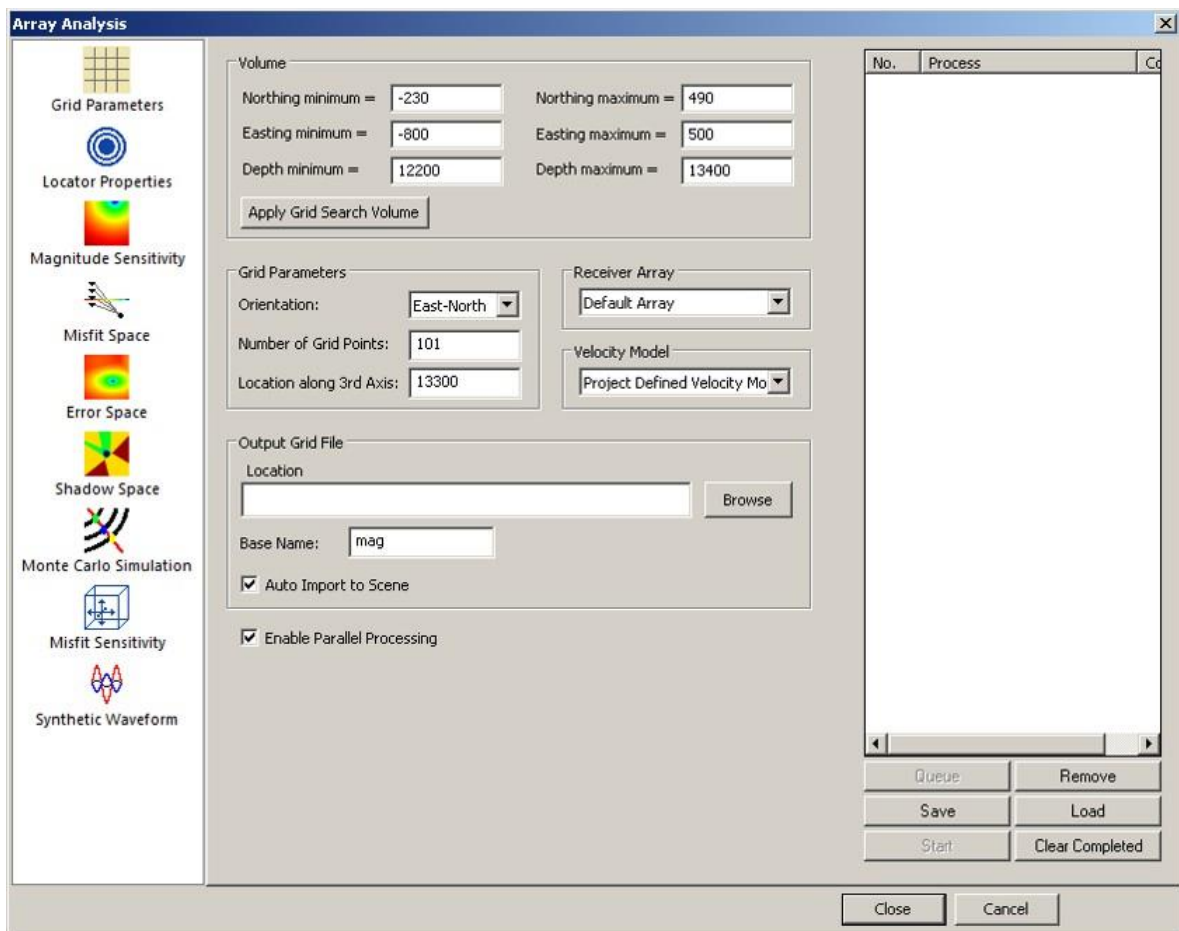 Array Analysis
Grid Parameters
Locator Properties
Magnitude Sensitivity
Misfit Space
Error Space
Shadow Space
Monte Carlo Simulation
Misfit Sensitivity
Synthetic Waveform
Volume
Northing minimum = -230 Northing maximum = 490
Easting minimum = -800 Easting maximum = 500
Depth minimum = 12200 Depth maximum = 13400
Apply Grid Search Volume
Grid Parameters
Orientation: East-North
Number of Grid Points: 101
Location along 3rd Axis: 13300
Receiver Array
Default Array
Velocity Model
Project Defined Velocity Mo
Output Grid File
Location
Browse
Base Name: mag
Auto Import to Scene
Enable Parallel Processing
No. Process Co
Queue Remove
Save Load
Start Clear Completed
Close Cancel